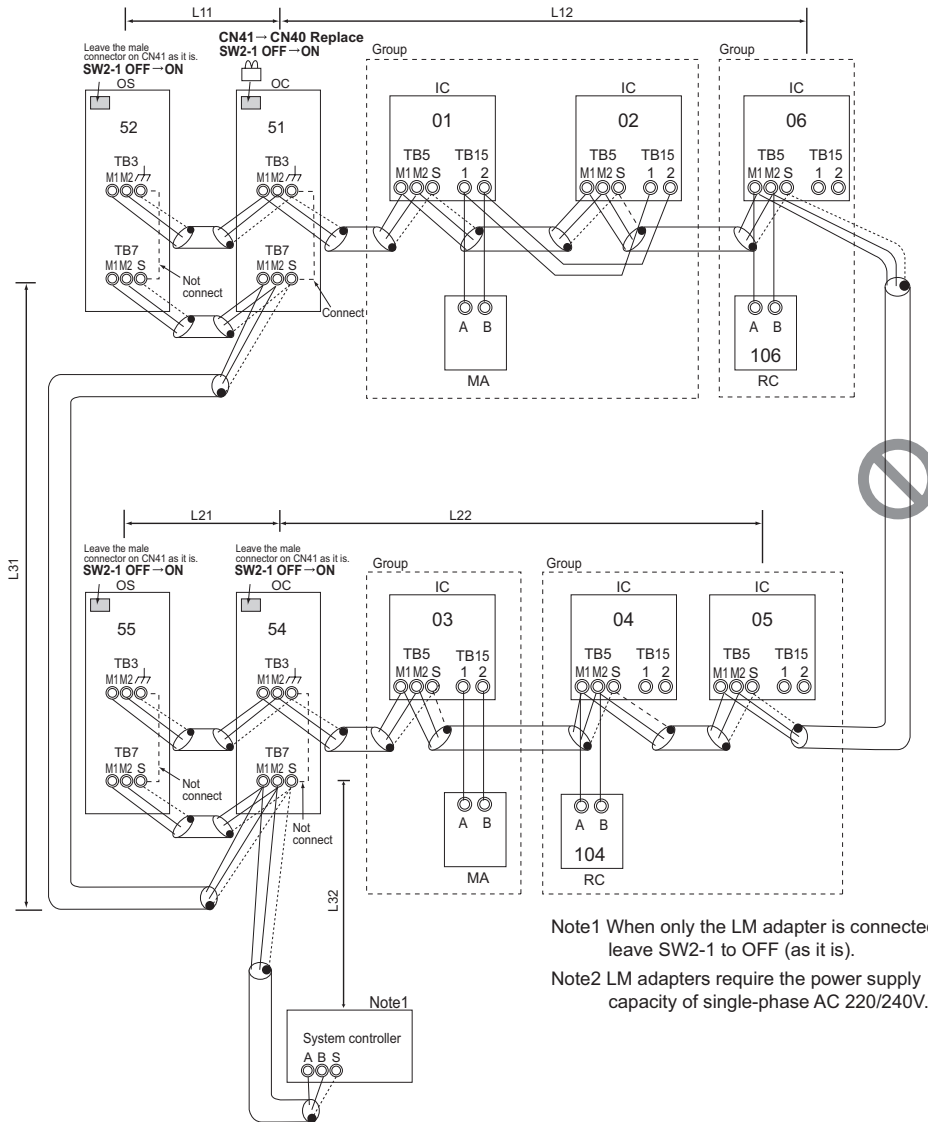 L11
L12
Leave the male
connector on CN41 as it is.
SW2-1 OFF→ON
CN41→CN40 Replace
SW2-1 OFF→ON
Group
Group
OS
OC
IC
IC
IC
52
51
01
02
06
TB3
TB3
TB5
TB15
TB5
TB15
TB5
TB15
M1 M2
M1 M2
M1 M2 S
1 2
M1 M2 S
1 2
M1 M2 S
1 2
TB7
TB7
M1 M2 S
M1 M2 S
Not
connect
Connect
A B
MA
A B
106
RC
L31
L21
L22
Leave the male
connector on CN41 as it is.
SW2-1 OFF→ON
Leave the male
connector on CN41 as it is.
SW2-1 OFF→ON
Group
Group
OS
OC
IC
IC
IC
55
54
03
04
05
TB3
TB3
TB5
TB15
TB5
TB15
TB5
TB15
M1 M2
M1 M2
M1 M2 S
1 2
M1 M2 S
1 2
M1 M2 S
1 2
TB7
TB7
M1 M2 S
M1 M2 S
Not
connect
Not
connect
A B
MA
A B
104
RC
L32
Note1 When only the LM adapter is connected
leave SW2-1 to OFF (as it is).
Note2 LM adapters require the power supply
capacity of single-phase AC 220/240V.
Note1
System controller
A B S